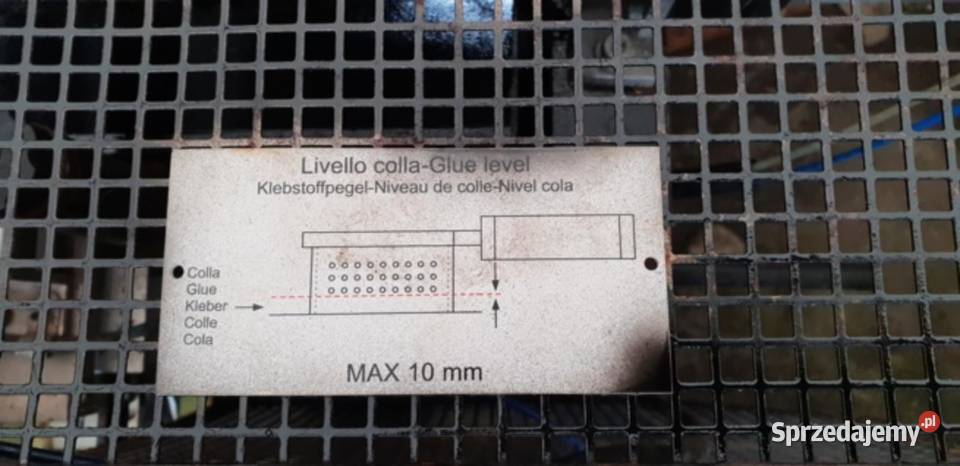 Livello colla-Glue level
Klebstoffpegel-Niveau de colle-Nivel cola
Colla
Glue
Kleber
Colle
Cola
MAX 10 mm
Sprzedajemy.pl